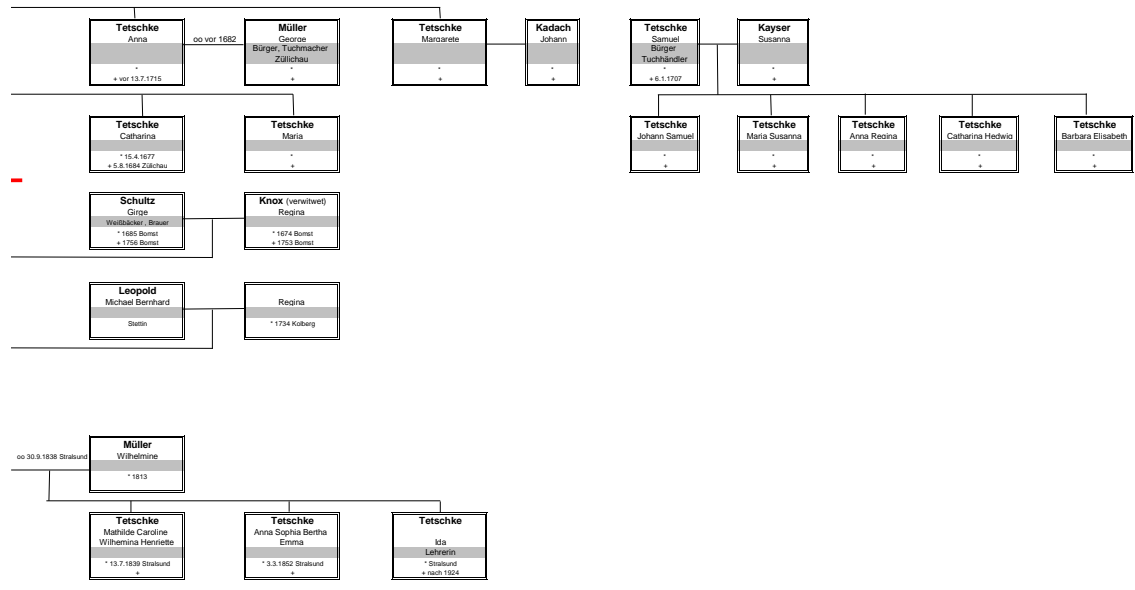 Tetschke
Anna
* 
+ vor 13.7.1715
oo vor 1682
Müller
George
Bürger, Tuchmacher
Züllichau
*
+
Tetschke
Margarete
*
+
Kadach
Johann
*
+
Tetschke
Samuel
Bürger
Tuchhändler
*
+ 6.1.1707
Kayser
Susanna
*
+
Tetschke
Catharina
* 15.4.1677
+ 5.8.1684 Zülichau
Tetschke
Maria
*
+
Tetschke
Johann Samuel
*
+
Tetschke
Maria Susanna
*
+
Tetschke
Anna Regina
*
+
Tetschke
Catharina Hedwig
*
+
Tetschke
Barbara Elisabeth
*
+
Schultz
Girge
Weißbäcker , Brauer
* 1685 Bomst
+ 1756 Bomst
Knox (verwitwet)
Regina
* 1674 Bomst
+ 1753 Bomst
Leopold
Michael Bernhard
Stettin
Regina
* 1734 Kolberg
oo 30.9.1838 Stralsund
Müller
Wilhelmine
* 1813
Tetschke
Mathilde Caroline
Wilhemina Henriette
* 13.7.1839 Stralsund
+
Tetschke
Anna Sophia Bertha
Emma
* 3.3.1852 Stralsund
+
Tetschke
Ida
Lehrerin
* Stralsund
+ nach 1924